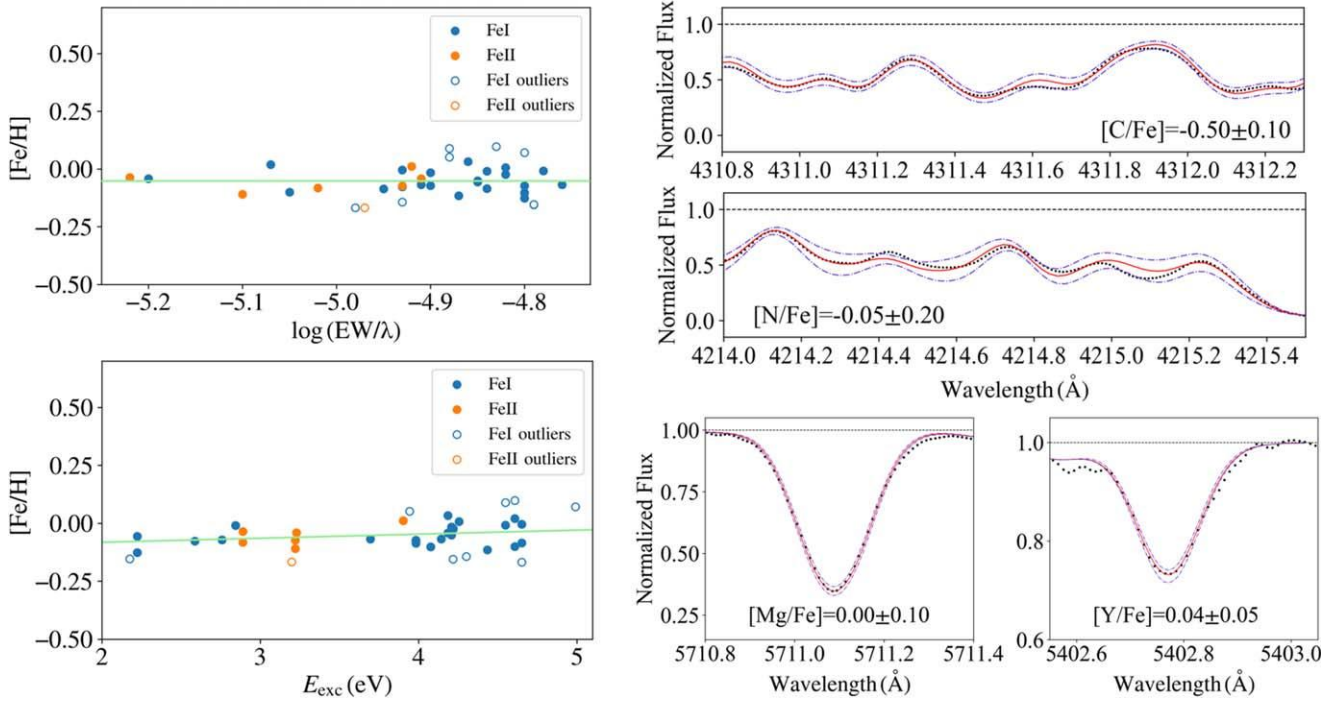 [Fe/H]
0.50
0.25
0.00
−0.25
−0.50
FeI
FeII
FeI outliers
FeII outliers
−5.2 −5.1 −5.0 −4.9 −4.8
log (EW/λ)
[Fe/H]
0.50
0.25
0.00
−0.25
−0.50
FeI
FeII
FeI outliers
FeII outliers
2 3 4 5
E_exc (eV)
Normalized Flux
1.0
0.5
0.0
[C/Fe]=-0.50±0.10
4310.8 4311.0 4311.2 4311.4 4311.6 4311.8 4312.0 4312.2
Normalized Flux
1.0
0.5
0.0
[N/Fe]=-0.05±0.20
4214.0 4214.2 4214.4 4214.6 4214.8 4215.0 4215.2 4215.4
Wavelength (Å)
Normalized Flux
1.00
0.75
0.50
0.25
[Mg/Fe]=0.00±0.10
5710.8 5711.0 5711.2 5711.4
Wavelength (Å)
1.0
0.8
0.6
[Y/Fe]=0.04±0.05
5402.6 5402.8 5403.0
Wavelength (Å)